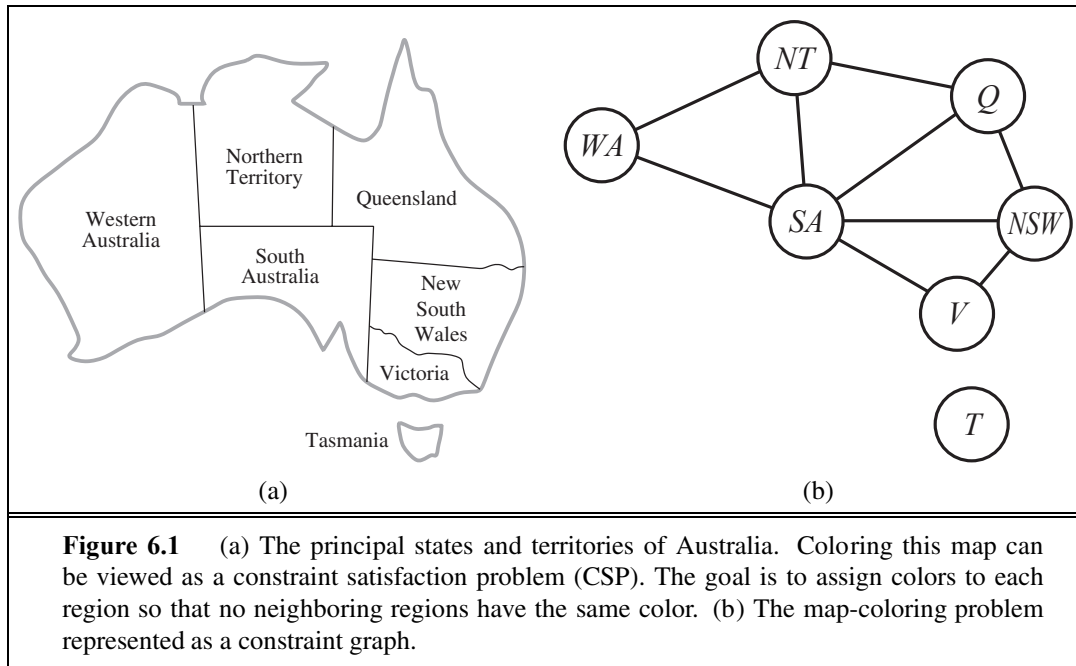 Northern
Territory
Western
Australia
Queensland
South
Australia
New
South
Wales
Victoria
Tasmania
(a)
NT
Q
WA
SA
NSW
V
T
(b)
Figure 6.1 (a) The principal states and territories of Australia. Coloring this map can
be viewed as a constraint satisfaction problem (CSP). The goal is to assign colors to each
region so that no neighboring regions have the same color. (b) The map-coloring problem
represented as a constraint graph.